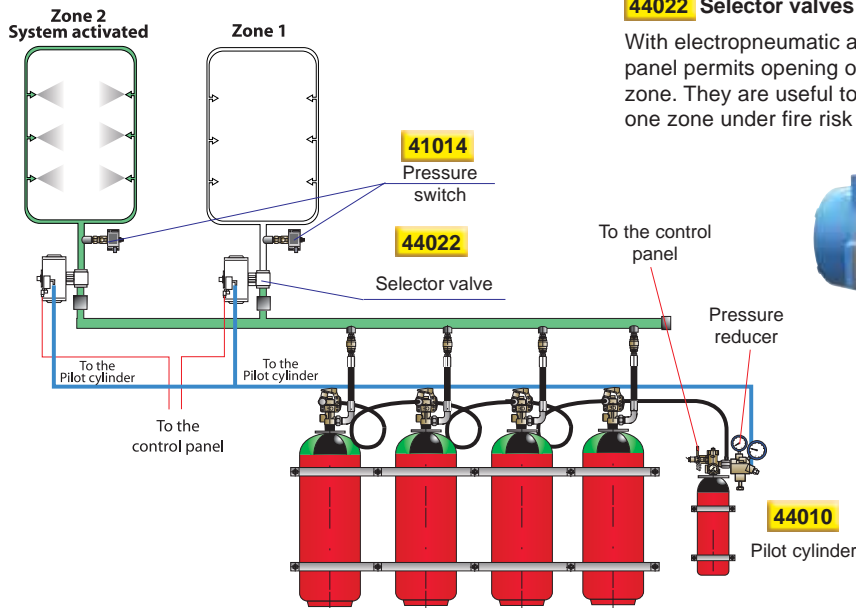 Zone 2
System activated
Zone 1
44022 Selector valves
With electropneumatic a
panel permits opening o
zone. They are useful to
one zone under fire risk
41014
Pressure
switch
44022
Selector valve
To the control
panel
Pressure
reducer
To the
Pilot cylinder
To the
Pilot cylinder
To the
control panel
44010
Pilot cylinder